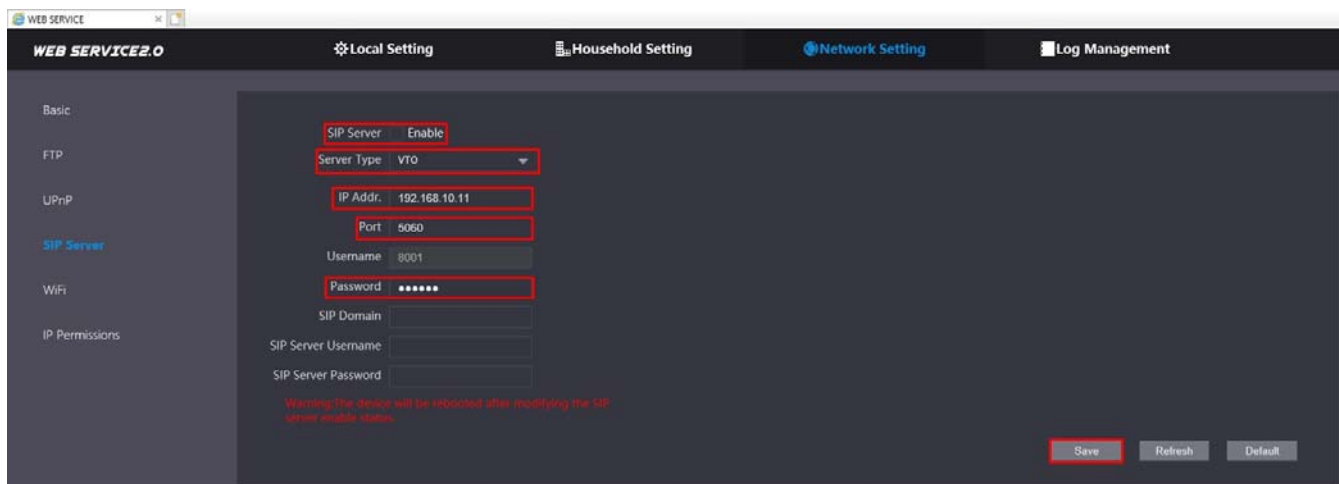 WEB SERVICE
WEB SERVICE2.0 Local Setting Household Setting Network Setting Log Management
Basic
FTP
UPnP
SIP Server
WiFi
IP Permissions
SIP Server Enable
Server Type VTO
IP Addr. 192.168.10.11
Port 5060
Username 8001
Password ••••••
SIP Domain
SIP Server Username
SIP Server Password
Warning:The device will be rebooted after modifying the SIP
server enable status.
Save Refresh Default